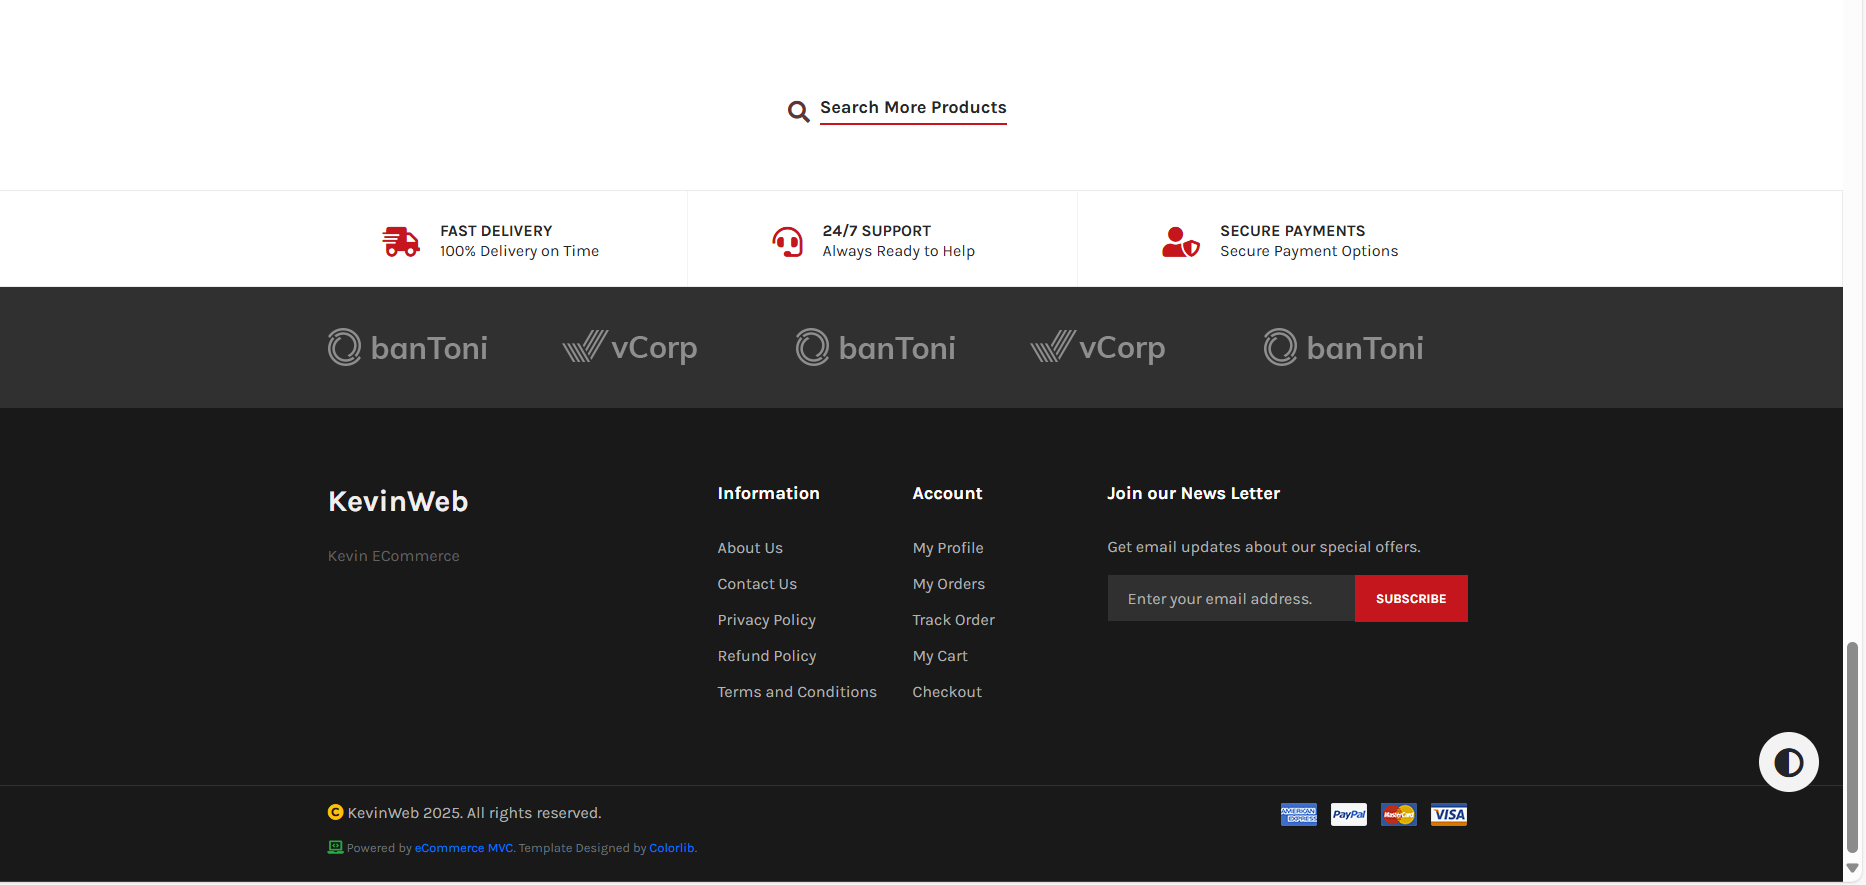 Search More Products
FAST DELIVERY
100% Delivery on Time
24/7 SUPPORT
Always Ready to Help
SECURE PAYMENTS
Secure Payment Options
banToni
vCorp
banToni
vCorp
banToni
KevinWeb
Kevin ECommerce
Information
About Us
Contact Us
Privacy Policy
Refund Policy
Terms and Conditions
Account
My Profile
My Orders
Track Order
My Cart
Checkout
Join our News Letter
Get email updates about our special offers.
Enter your email address.
SUBSCRIBE
KevinWeb 2025. All rights reserved.
Powered by eCommerce MVC. Template Designed by Colorlib.
AMERICAN EXPRESS
PayPal
MasterCard
VISA